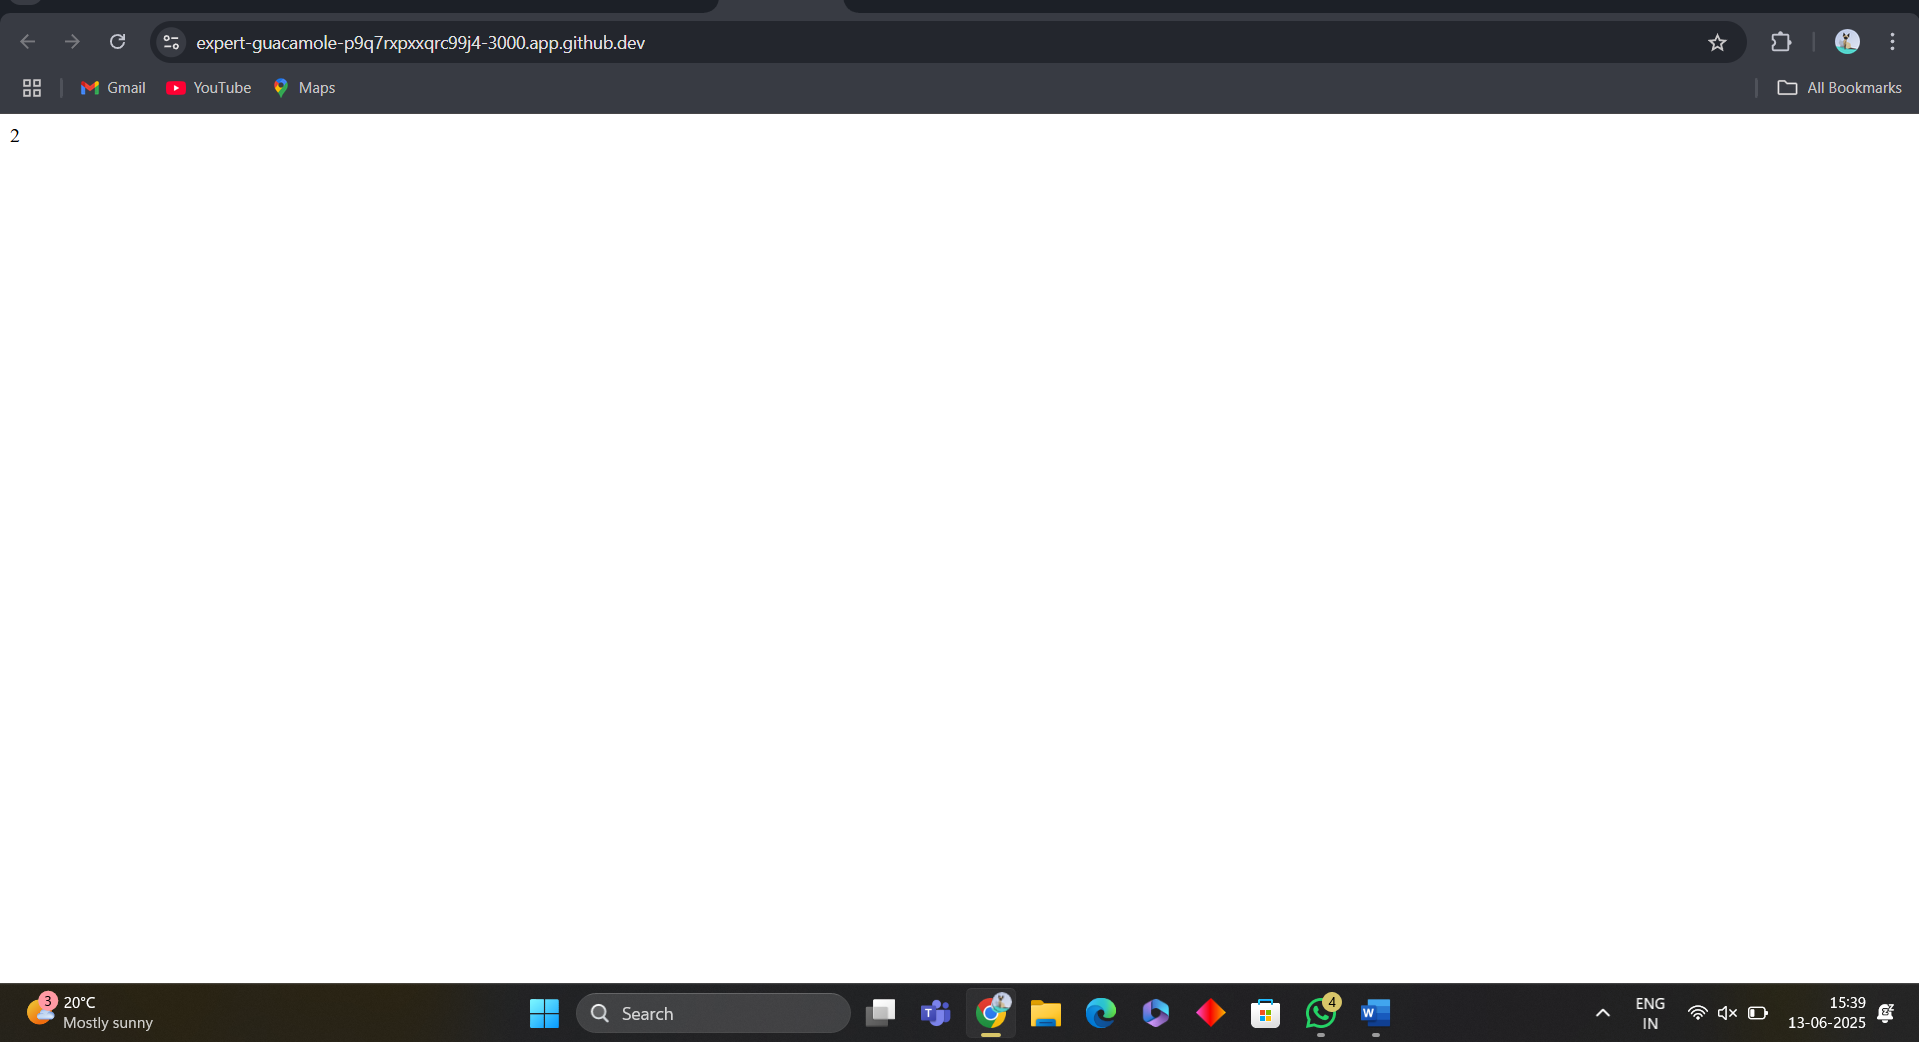 expert-guacamole-p9q7rxpxxqrc99j4-3000.app.github.dev
Gmail YouTube Maps All Bookmarks
2
3 20°C
Mostly sunny
Search
T
4
W
ENG
IN
15:39
13-06-2025